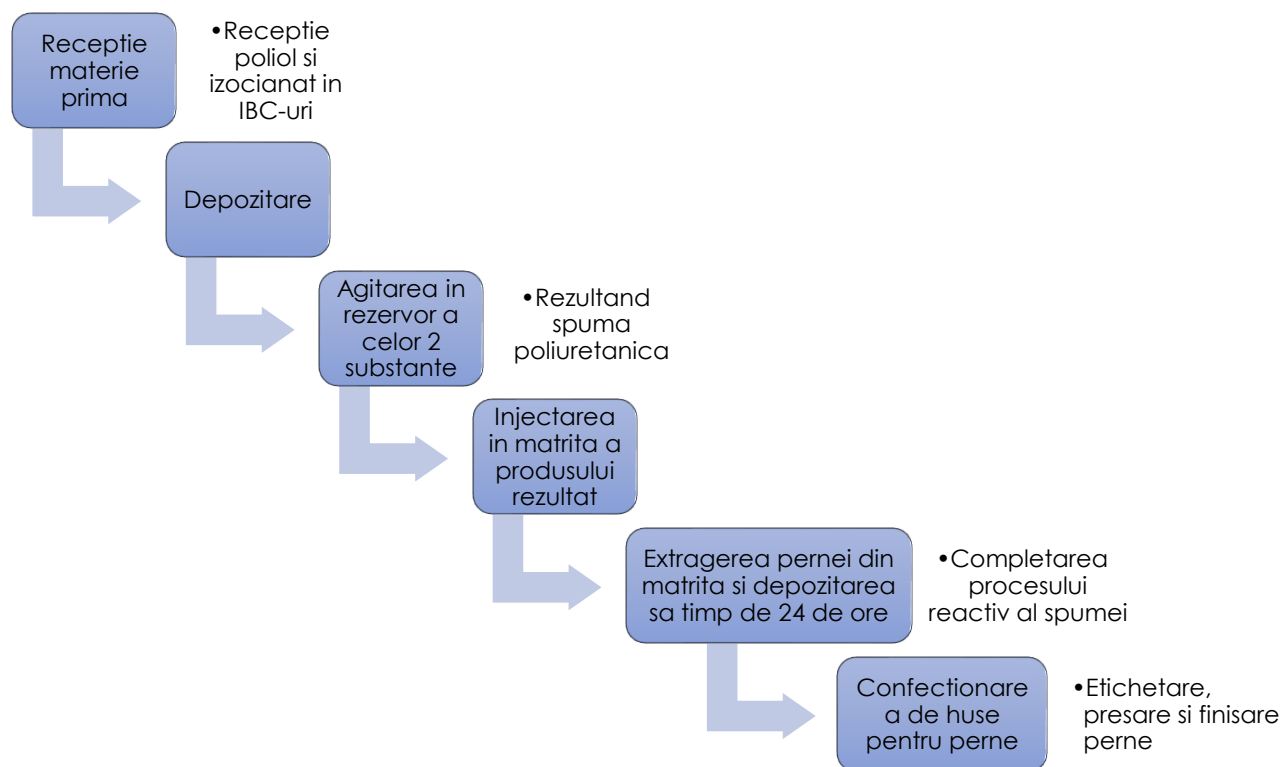 Receptie
materie
prima
•Receptie
poliol si
izocianat in
IBC-uri
Depozitare
Agitarea in
rezervor a
celor 2
substante
•Rezultand
spuma
poliuretanica
Injectarea
in matrita a
produsului
rezultat
Extragerea pernei din
matrita si depozitarea
sa timp de 24 de ore
•Completarea
procesului
reactiv al spumei
Confectionare
a de huse
pentru perne
•Etichetare,
presare si finisare
perne